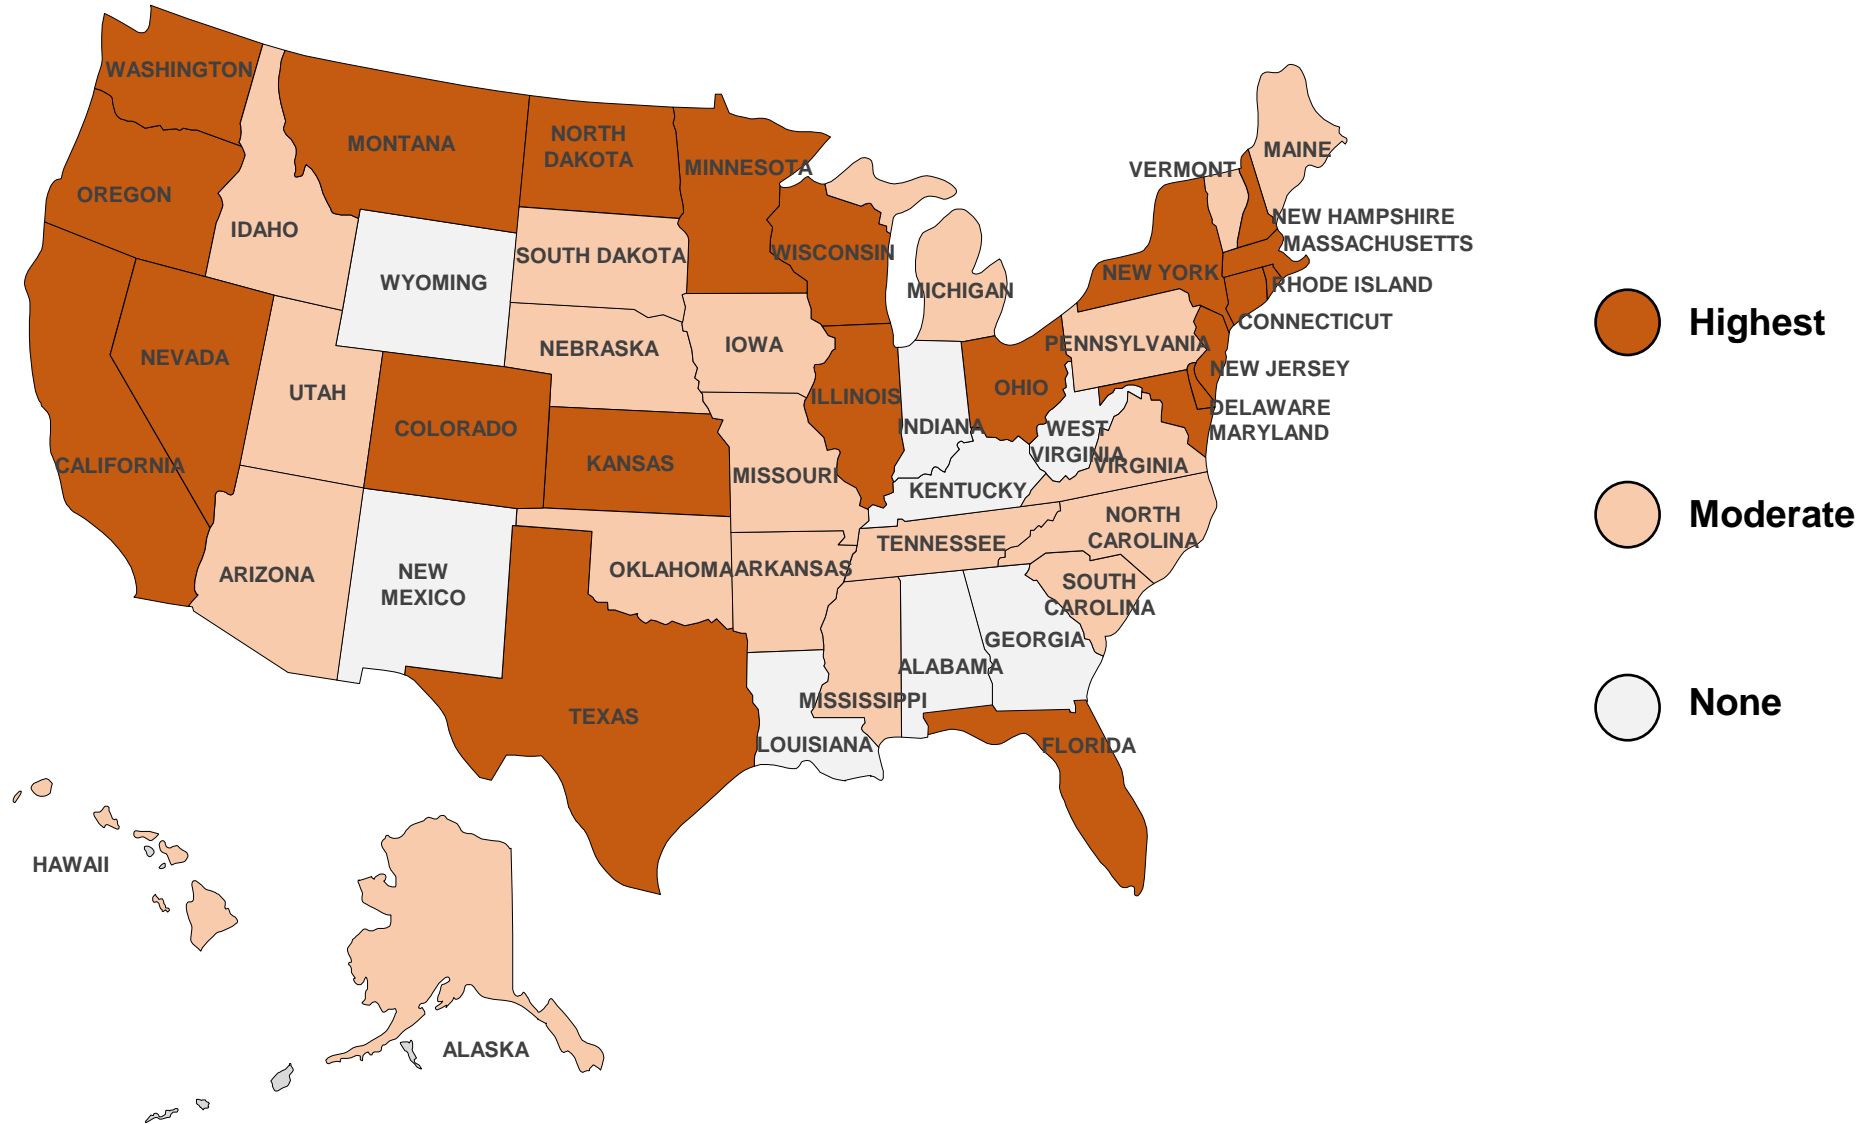 WASHINGTON
MONTANA
NORTH
DAKOTA
MINNESOTA
MAINE
VERMONT
OREGON
IDAHO
NEW HAMPSHIRE
MASSACHUSETTS
SOUTH DAKOTA
WISCONSIN
WYOMING
NEW YORK
MICHIGAN
RHODE ISLAND
CONNECTICUT
NEVADA
NEBRASKA
IOWA
PENNSYLVANIA
NEW JERSEY
UTAH
ILLINOIS
OHIO
DELAWARE
MARYLAND
COLORADO
INDIANA
WEST
VIRGINIA
CALIFORNIA
KANSAS
MISSOURI
VIRGINIA
KENTUCKY
NORTH
CAROLINA
TENNESSEE
ARIZONA
NEW
MEXICO
OKLAHOMA
ARKANSAS
SOUTH
CAROLINA
GEORGIA
ALABAMA
MISSISSIPPI
TEXAS
LOUISIANA
FLORIDA
HAWAII
ALASKA
Highest
Moderate
None